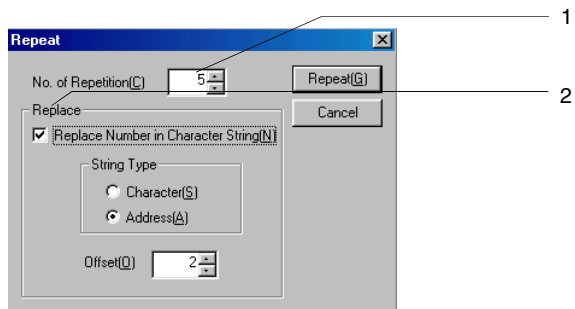 1
Repeat
No. of Repetition(C) 5 Repeat(G)
2
Replace Cancel
Replace Number in Character String(N)
String Type
Character(S)
Address(A)
Offset(O) 2